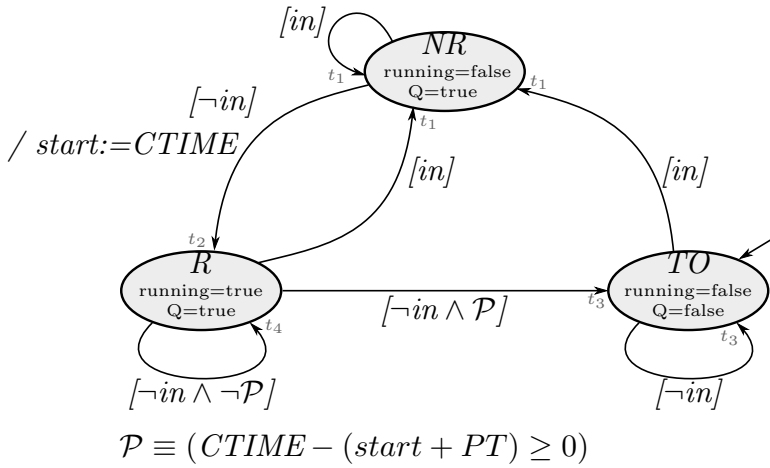 [in]
NR
running=false
Q=true
t₁
t₁
[¬in]
/ start:=CTIME
t₁
[in]
[in]
t₂
R
running=true
Q=true
t₄
TO
running=false
Q=false
t₃
t₃
[¬in ∧ 𝒫]
[¬in ∧ ¬𝒫]
[¬in]
𝒫 ≡ (CTIME − (start + PT) ≥ 0)